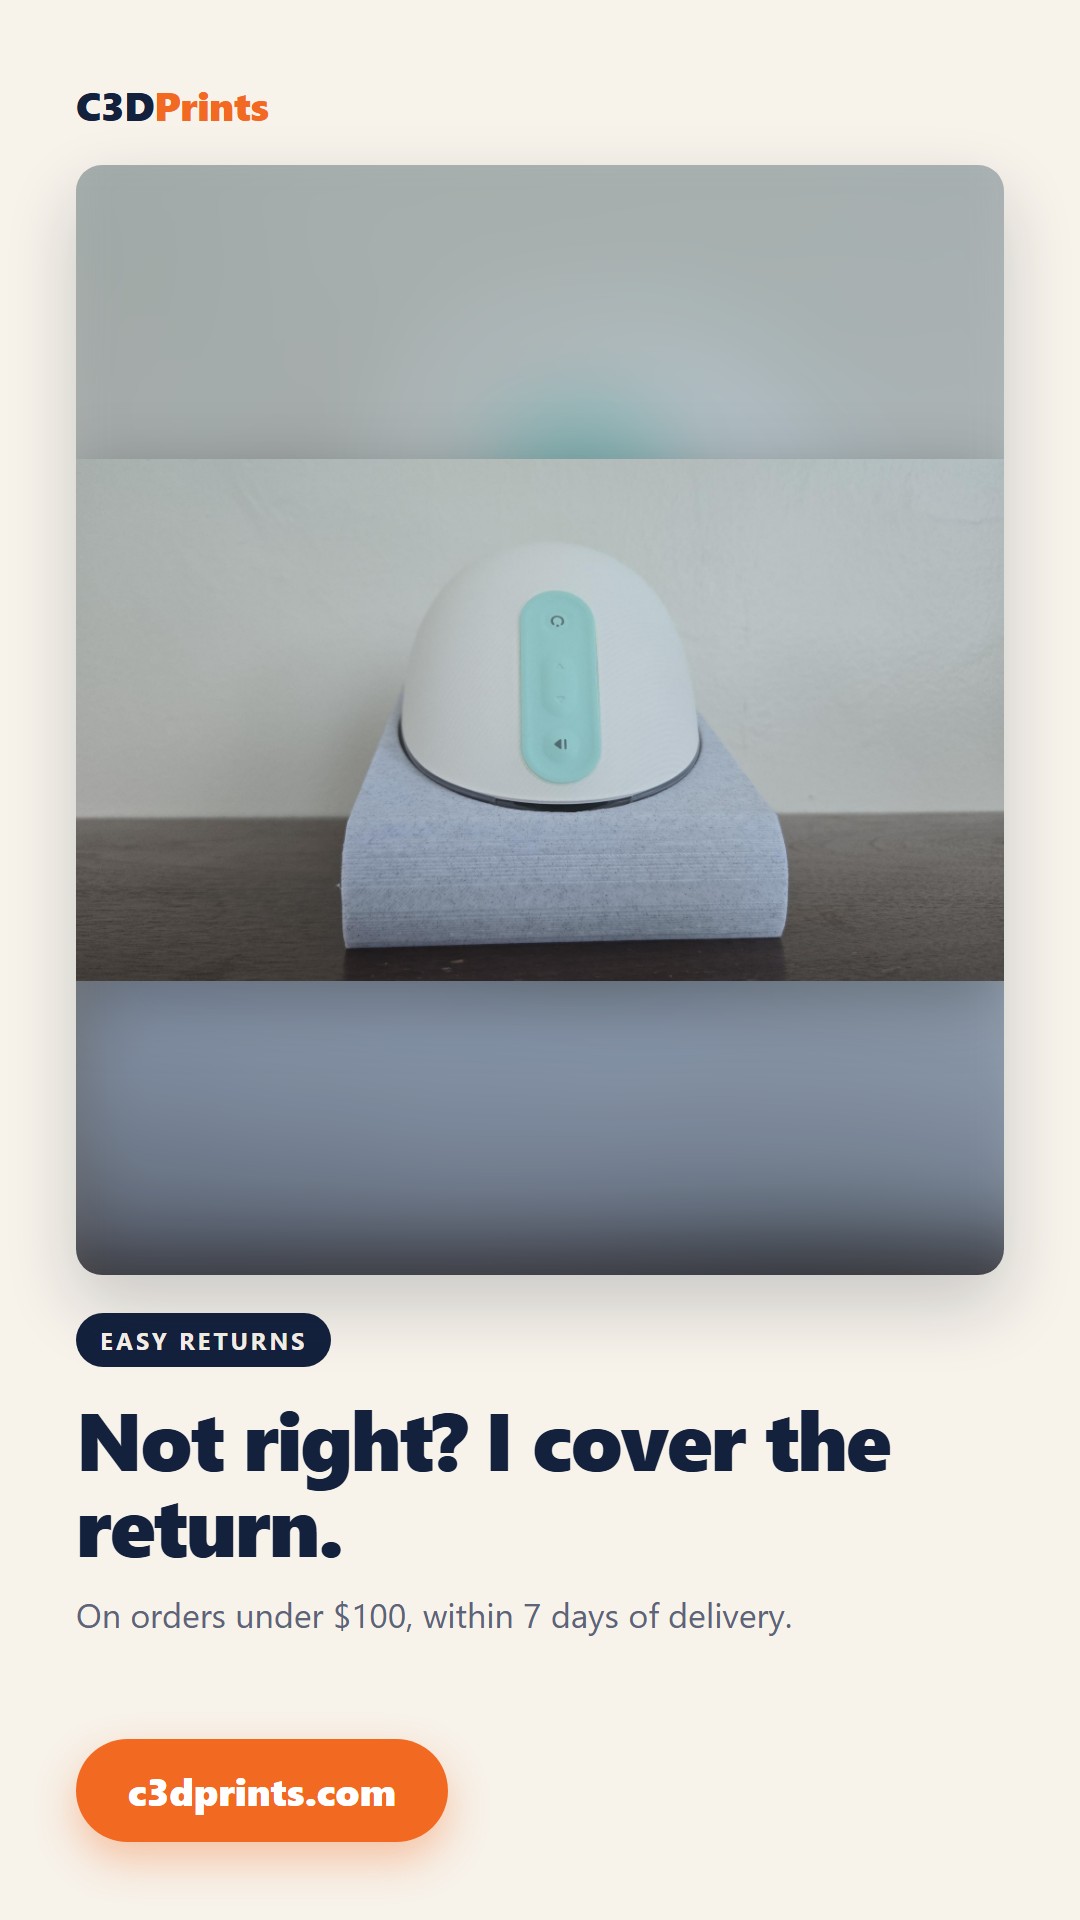 C3DPrints
EASY RETURNS
Not right? I cover the
return.
On orders under $100, within 7 days of delivery.
c3dprints.com